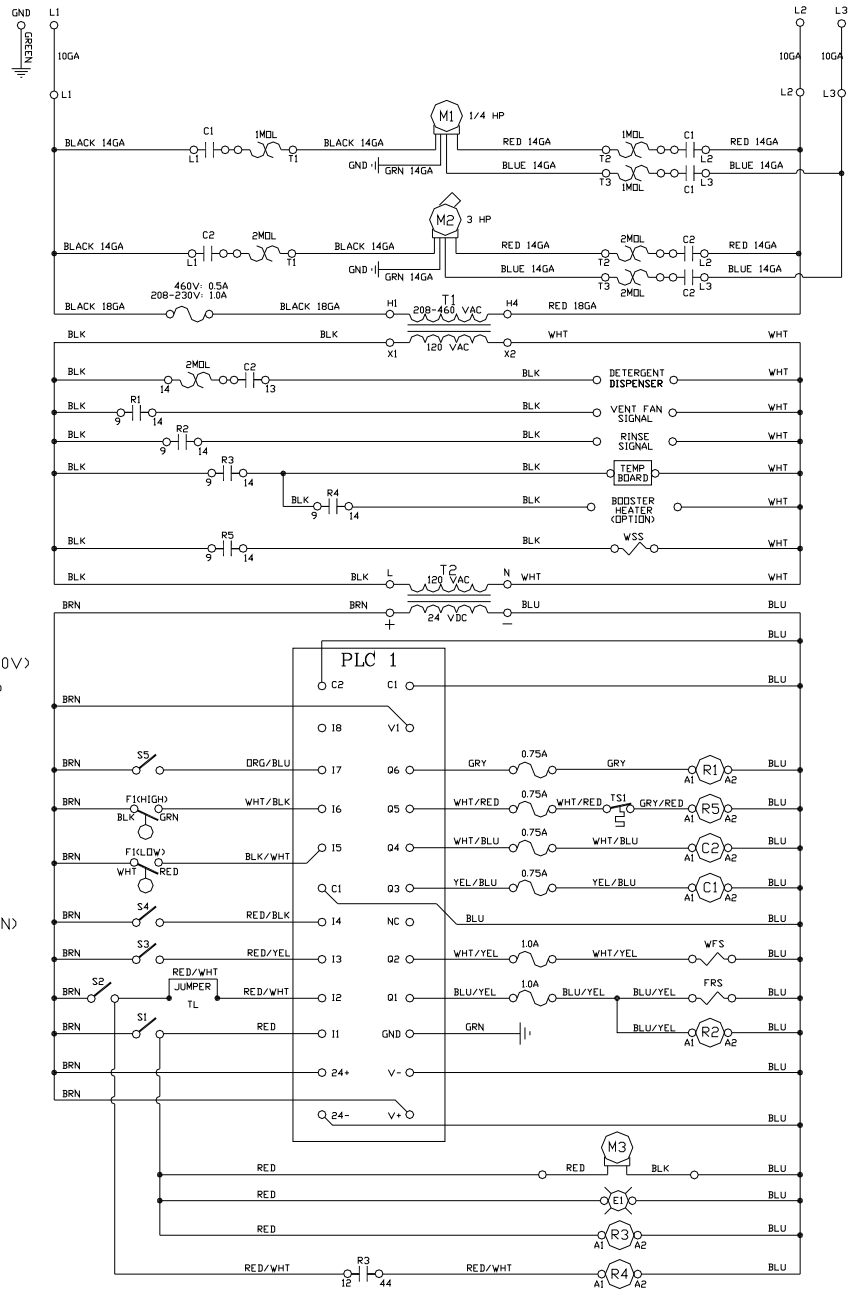 GND L1 L2 L3
GREEN 10GA 10GA 10GA
L1 L2 L3
M1 1/4 HP
BLACK 14GA C1 1MOL BLACK 14GA RED 14GA 1MOL C1 RED 14GA
L1 T1 T2 L2
GND GRN 14GA BLUE 14GA BLUE 14GA
T3 1MOL C1 L3
M2 3 HP
BLACK 14GA C2 2MOL BLACK 14GA RED 14GA 2MOL C2 RED 14GA
L1 T1 T2 L2
GND GRN 14GA BLUE 14GA BLUE 14GA
T3 2MOL C2 L3
460V: 0.5A
208-230V: 1.0A
T1
BLACK 18GA BLACK 18GA H1 208-460 VAC H4 RED 18GA
BLK BLK 120 VAC WHT WHT
X1 X2
BLK 2MOL C2 BLK DETERGENT DISPENSER WHT
14 13
BLK R1 BLK VENT FAN SIGNAL WHT
9 14
BLK R2 BLK RINSE SIGNAL WHT
9 14
BLK R3 BLK TEMP BOARD WHT
9 14
BLK R4 BLK BOOSTER HEATER (OPTION) WHT
9 14
BLK R5 BLK WSS WHT
9 14
T2
BLK BLK L 120 VAC N WHT WHT
BRN BRN 24 VDC BLU BLU
+ -
BLU
0V)
PLC 1
C2 C1 BLU
BRN
I8 V1
BRN S5 ORG/BLU I7 Q6 GRY 0.75A GRY R1 BLU
A1 A2
BRN F1(HIGH) WHT/BLK I6 Q5 WHT/RED 0.75A WHT/RED TS1 GRY/RED R5 BLU
BLK GRN A1 A2
BRN F1(LOW) BLK/WHT I5 Q4 WHT/BLU 0.75A WHT/BLU C2 BLU
WHT RED A1 A2
C1 Q3 YEL/BLU 0.75A YEL/BLU C1 BLU
A1 A2
N)
BRN S4 RED/BLK I4 NC BLU BLU
BRN S3 RED/YEL I3 Q2 WHT/YEL 1.0A WHT/YEL WFS BLU
RED/WHT
BRN S2 JUMPER RED/WHT I2 Q1 BLU/YEL 1.0A BLU/YEL BLU/YEL FRS BLU
TL
BRN S1 RED I1 GND GRN BLU/YEL R2 BLU
A1 A2
BRN 24+ V- BLU
BRN
24- V+ BLU
M3
RED RED BLK BLU
RED E1 BLU
RED R3 BLU
A1 A2
RED/WHT R3 RED/WHT R4 BLU
12 44 A1 A2